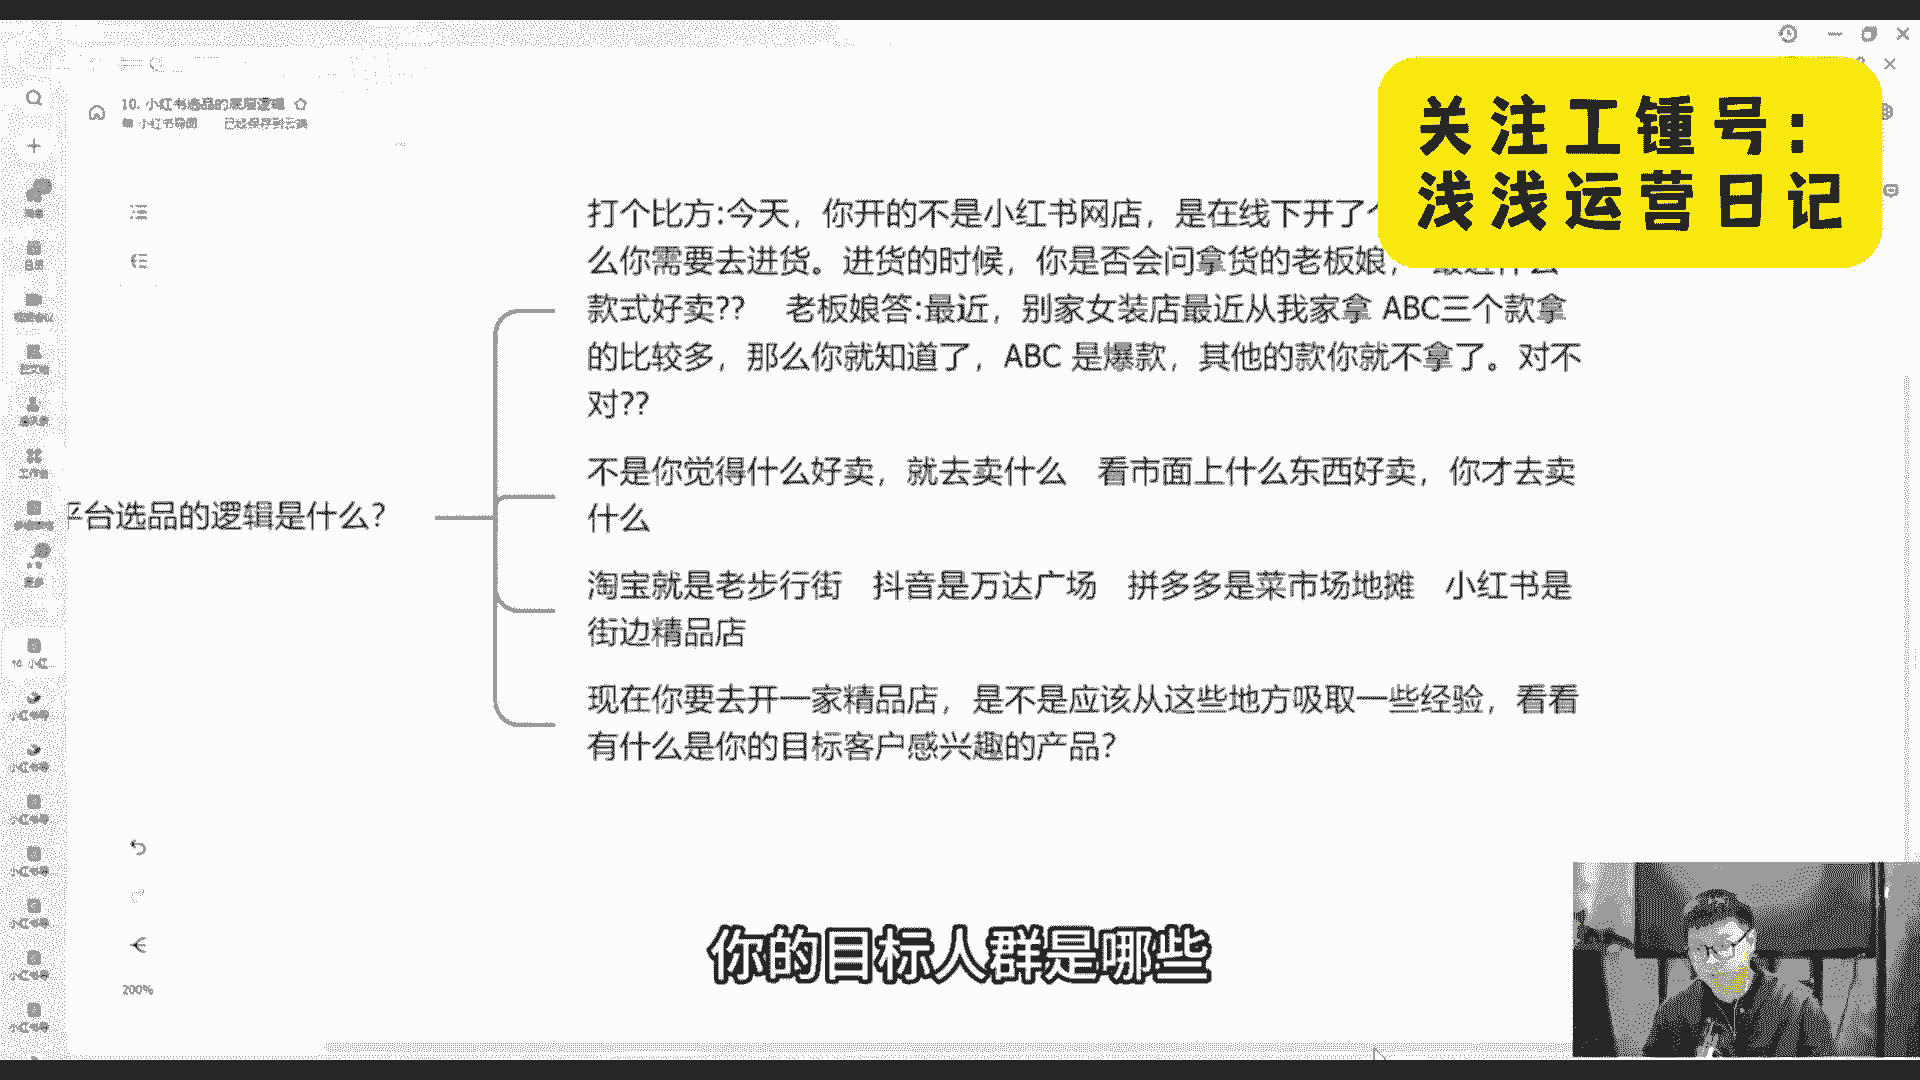 关注工锺号：
浅浅运营日记
10. 小红书选品的底层逻辑
小红书导图 已经保存到云端
打个比方:今天，你开的不是小红书网店，是在线下开了
么你需要去进货。进货的时候，你是否会问拿货的老板娘，最近什么
款式好卖?? 老板娘答:最近，别家女装店最近从我家拿 ABC三个款拿
的比较多，那么你就知道了，ABC 是爆款，其他的款你就不拿了。对不
对??
不是你觉得什么好卖，就去卖什么 看市面上什么东西好卖，你才去卖
什么
平台选品的逻辑是什么?
淘宝就是老步行街 抖音是万达广场 拼多多是菜市场地摊 小红书是
街边精品店
现在你要去开一家精品店，是不是应该从这些地方吸取一些经验，看看
有什么是你的目标客户感兴趣的产品?
200%
你的目标人群是哪些